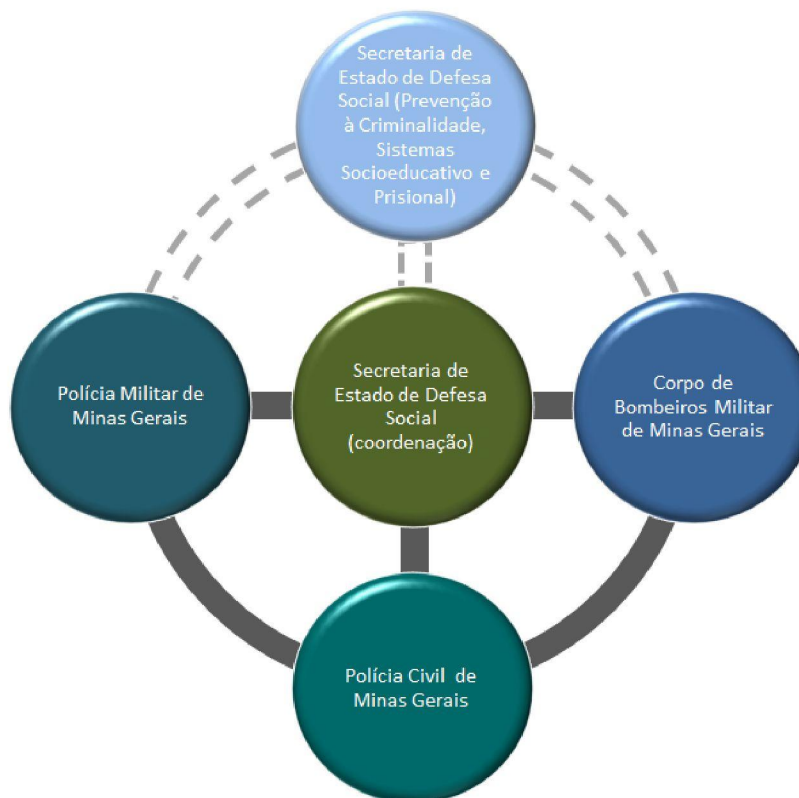 Secretaria de
Estado de Defesa
Social (Prevenção
à Criminalidade,
Sistemas
Socioeducativo e
Prisional)
Polícia Militar de
Minas Gerais
Secretaria de
Estado de Defesa
Social
(coordenação)
Corpo de
Bombeiros Militar
de Minas Gerais
Polícia Civil de
Minas Gerais